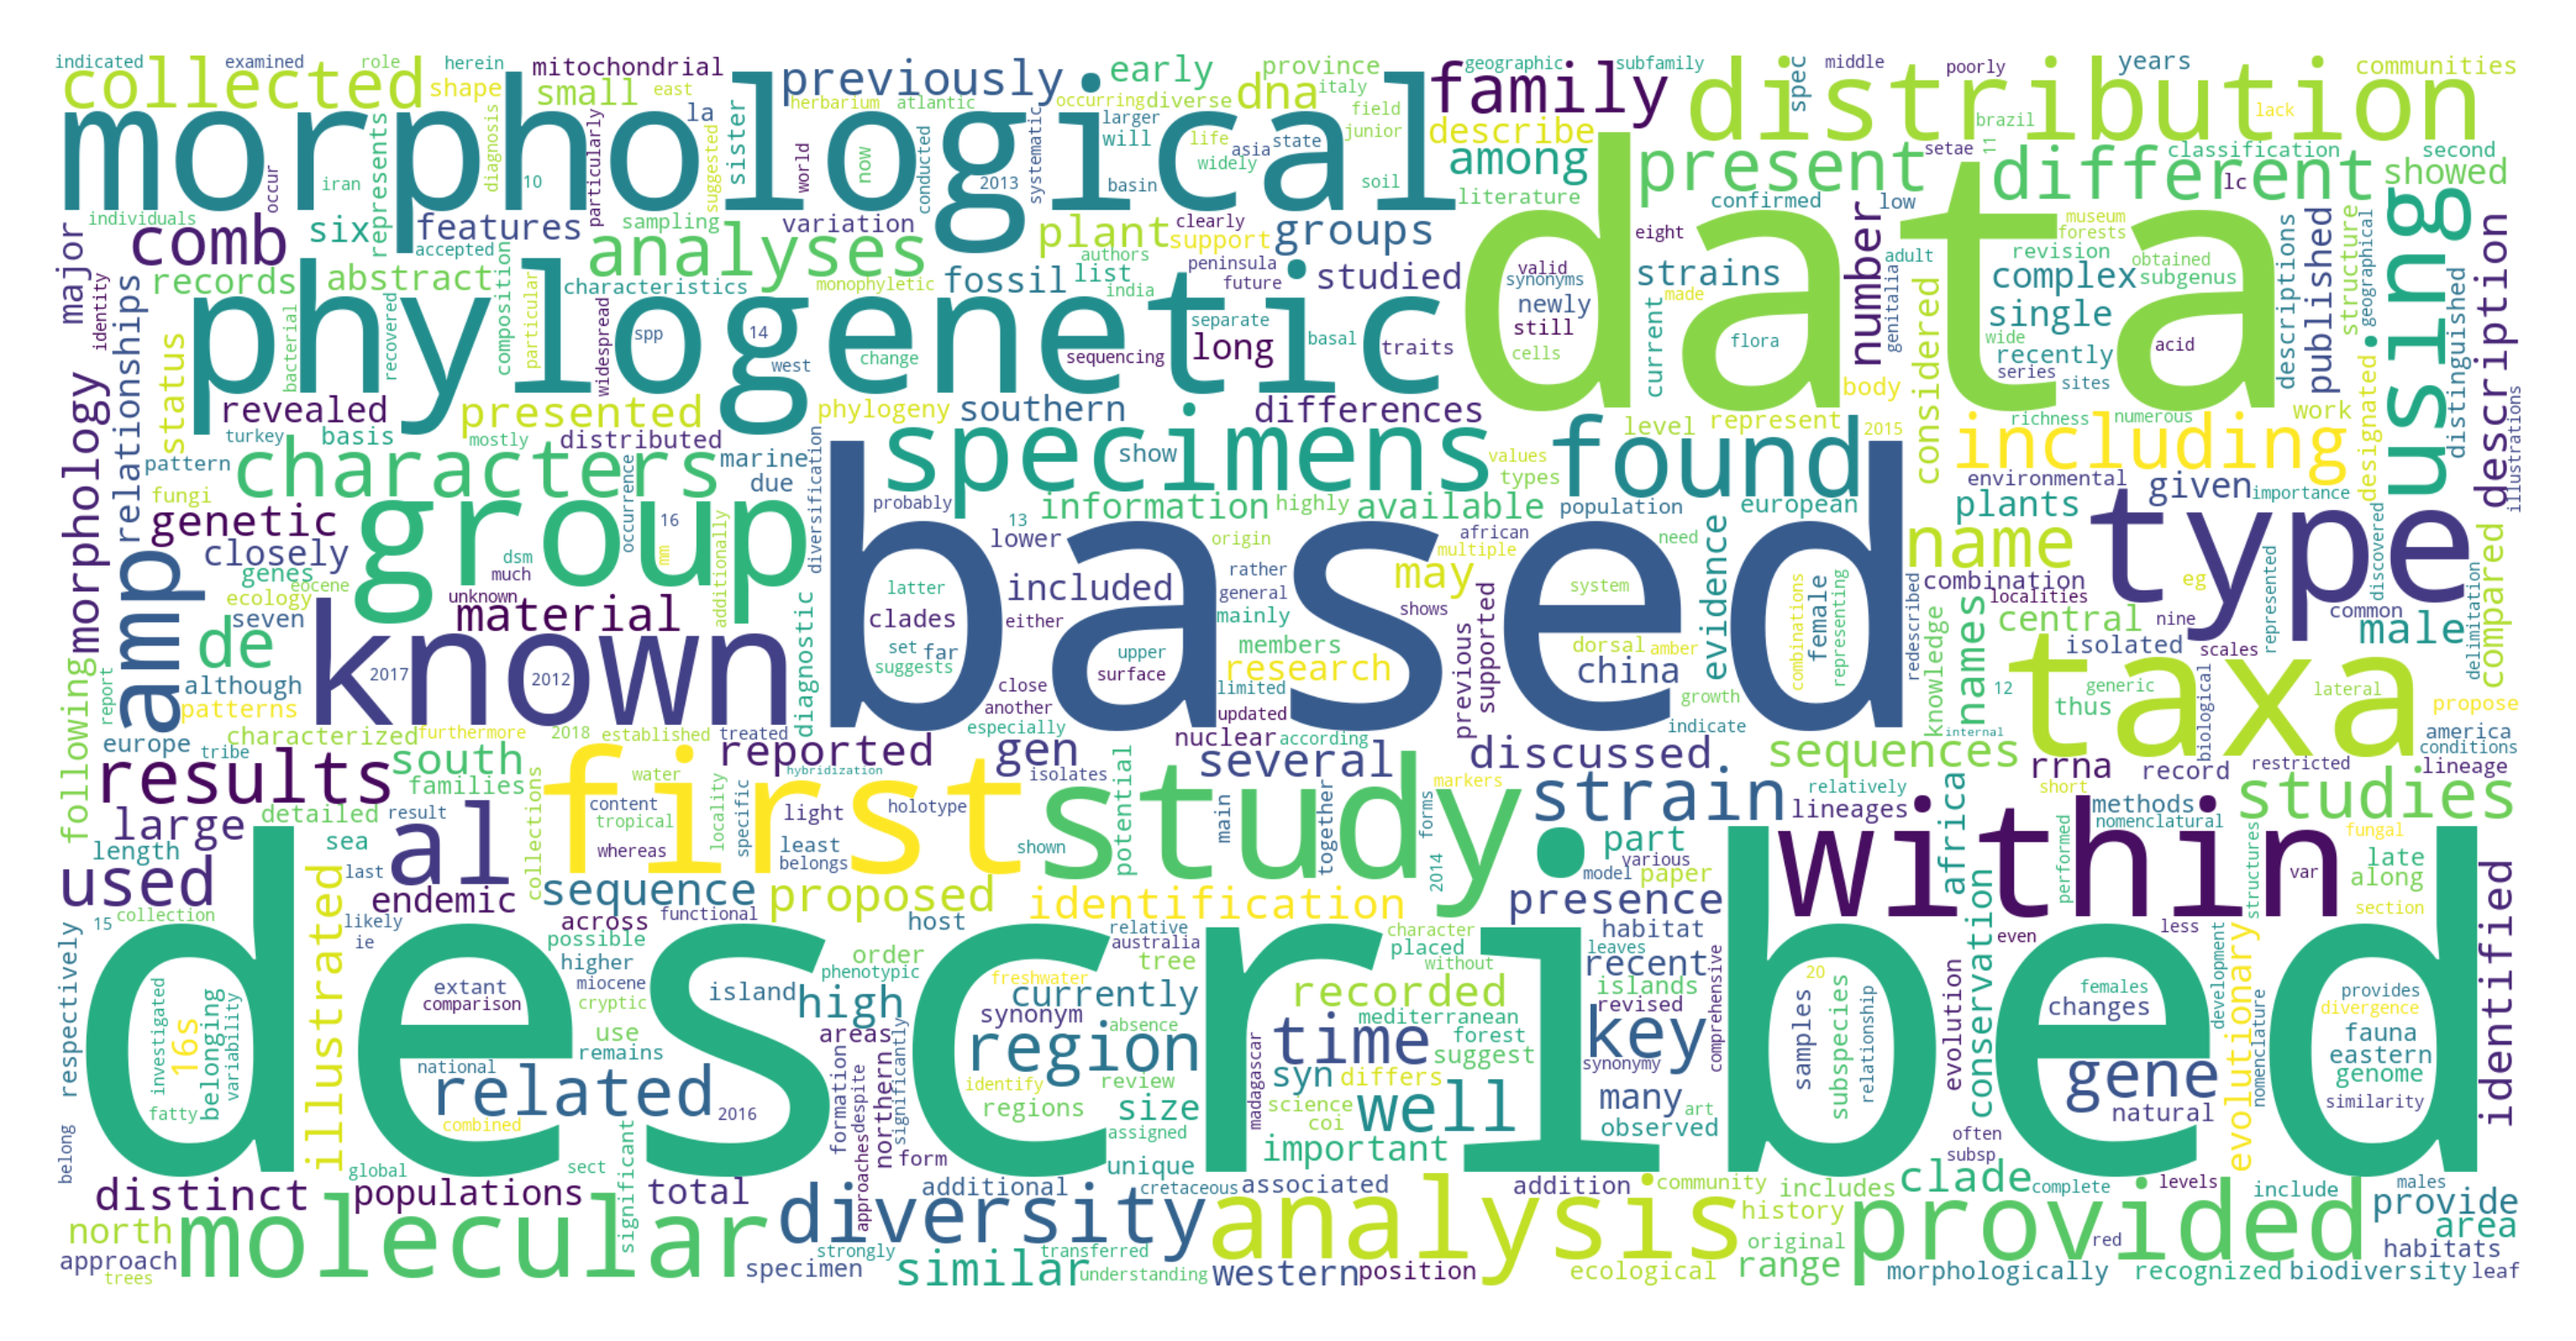 indicated examined role herein mitochondrial previously early province geographic subfamily spec middle poorly years communities
collected shape small east herbarium atlantic occurring diverse dna italy family distribution
morphological la sister larger will life widely asia state field junior describe brazil lack
represents diagnosis particularly suggested world now conducted systematic basin soil among present setae 11 classification second
iran 10 2013 literature different lc showed
individuals occur six features sampling variation plant support clearly groups confirmed low museum forests using
major comb accepted analyses authors peninsula eight number adult revision structure geographical published description
records abstract characteristics monophyletic fossil list india future studied valid synonyms strains complex obtained subgenus
identity relationships phylogenetic data newly made considered genitalia single descriptions distinguished
bacterial recovered composition particular widespread spp 14 change west separate basal sequencing long traits still cells current flora wide recently acid series sites
status revealed presented phylogeny southern differences body richness numerous work designated
morphology turkey basis mostly distributed specimens level represent 2015 including
pattern characters marine due show values types found environmental given importance illustrations
fungi genetic group occurrence 16 diversification probably information highly available population european plants discovered
closely dsm much mm additionally 13 lower origin african multiple need evidence name type compared
amp genes eocene unknown based latter rather general may system combinations female representing redescribed combination localities eg represented
ecology seven material clades included either mainly shows names nine common delimitation
de known diagnostic set far suggests upper members dorsal amber china knowledge central isolated scales male
following although 2017 2012 surface research previous supported growth 12 generic lateral
report patterns close limited another updated thus biological taxa propose
europe tribe characterized furthermore 2018 established treated especially nuclear according indicate internal america
results south reported gen several discussed sequences rrna record restricted conditions lineage
families first water hybridization isolates study markers strain relatively africa short studies
large detailed result collections content tropical locality specific light holotype potential main together forms lineages methods nomenclatural
length sea al whereas least belongs shown 2014 part various within performed structures fungal late
used last endemic sequence proposed identification presence model paper var along
15 collection illustrated likely across functional host relative character habitat even less section
respectively ie possible order australia tree placed leaves conservation evolutionary identified
described higher phenotypic freshwater without recent comprehensive 20 development
investigated 16s belonging variability extant comparison miocene cryptic island high currently recorded islands revised samples subspecies relationship evolution changes females provides divergence
use areas synonym absence region time mediterranean forest key nomenclature fauna
national remains suggest synonymy gene eastern genome
fatty related 2016 formation northern significantly identify review syn differs many natural similarity
combined regions size madagascar science coi well art observed often
belong approaches despite assigned important subsp
global sect significant form unique
distinct populations total additional cretaceous associated addition community includes clade complete levels include males provide
north molecular diversity analysis history provided area
approach strongly transferred original red habitats
trees specimen similar understanding western position ecological range morphologically recognized biodiversity leaf